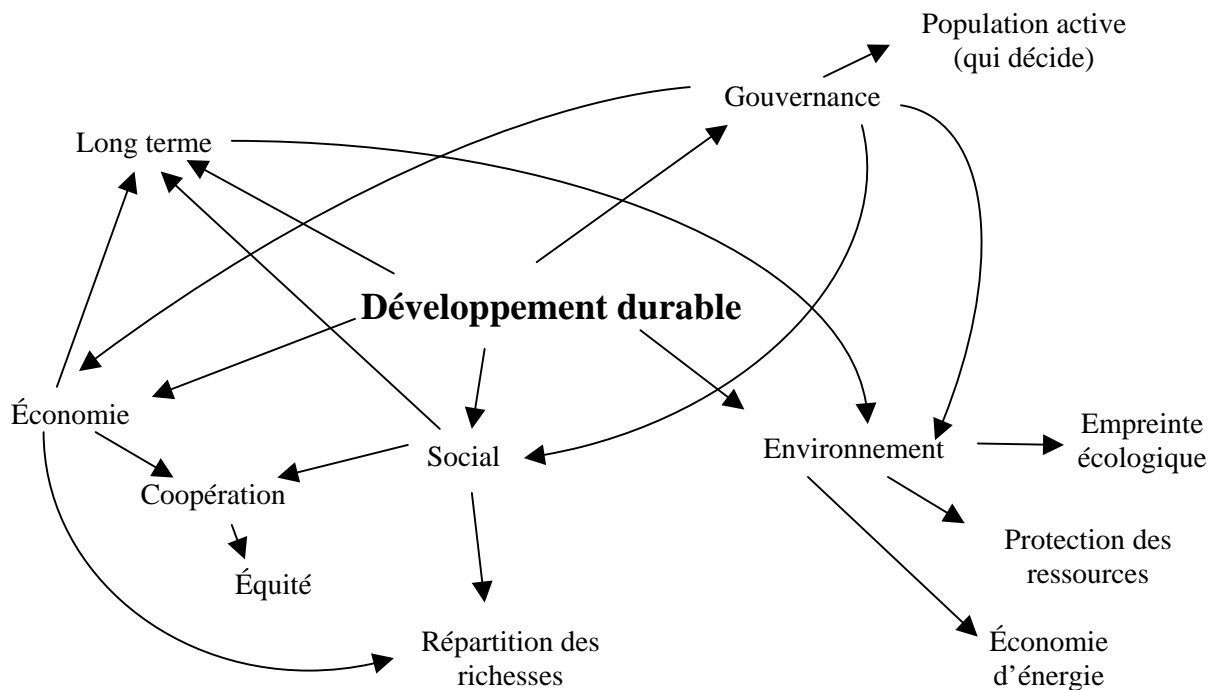 Population active
(qui décide)
Gouvernance
Long terme
Développement durable
Économie
Social
Environnement
Empreinte
écologique
Coopération
Protection des
ressources
Équité
Répartition des
richesses
Économie
d’énergie